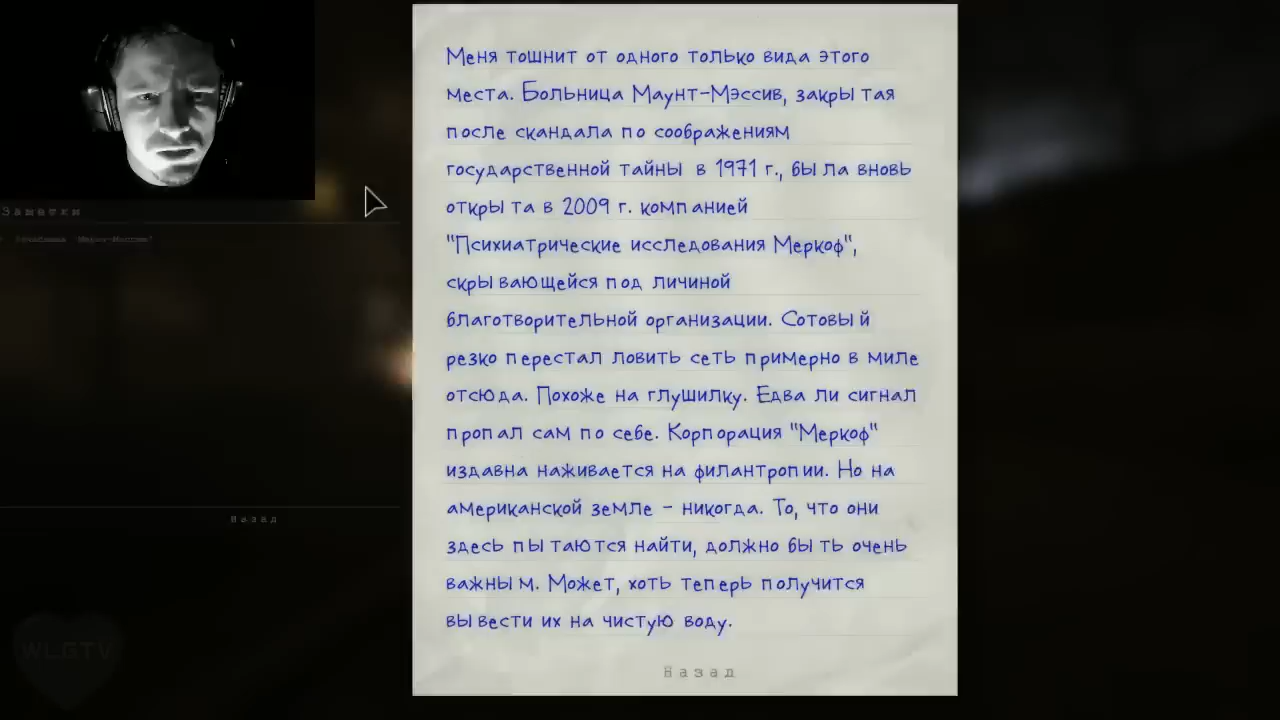 Заметки
Меня тошнит от одного только вида этого
места. Больница Маунт-Мэссив, закрытая
после скандала по соображениям
государственной тайны в 1971 г., была вновь
открыта в 2009 г. компанией
"Психиатрические исследования Меркоф",
скрывающейся под личиной
благотворительной организации. Сотовый
резко перестал ловить сеть примерно в миле
отсюда. Похоже на глушилку. Едва ли сигнал
пропал сам по себе. Корпорация "Меркоф"
издавна наживается на филантропии. Но на
американской земле - никогда. То, что они
здесь пытаются найти, должно быть очень
важным. Может, хоть теперь получится
вывести их на чистую воду.
Назад
Назад
WLGTV